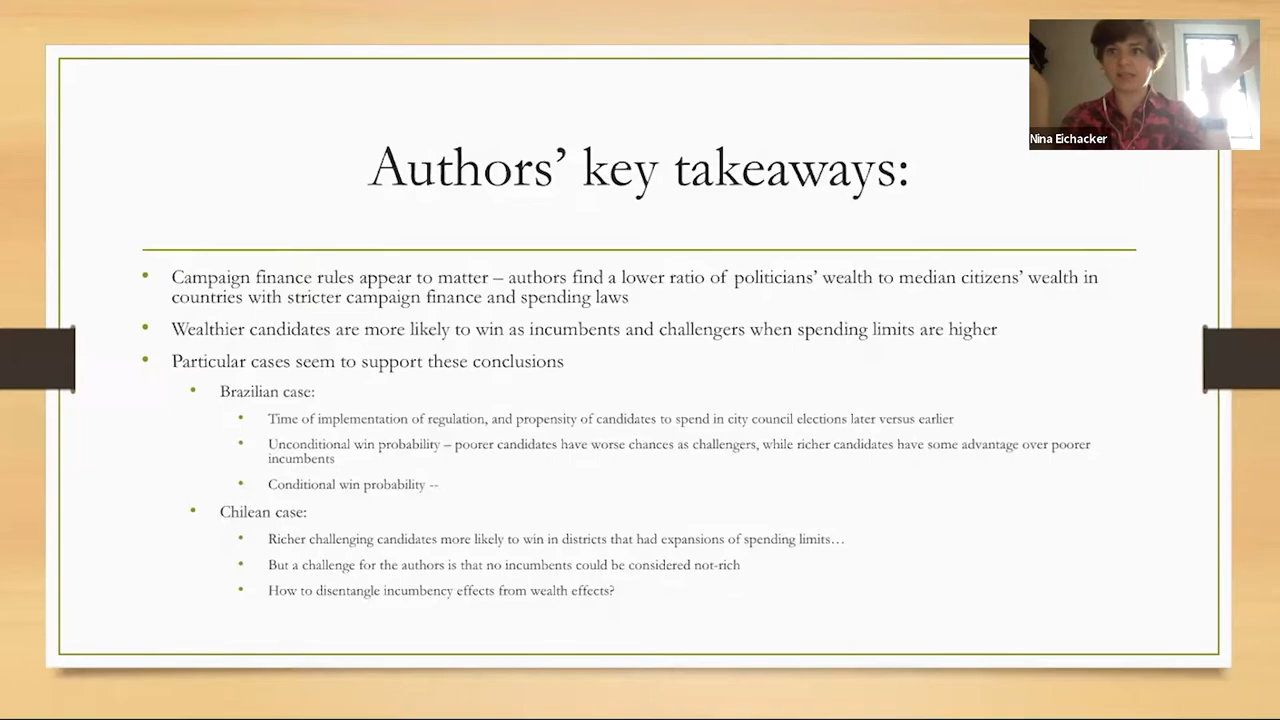 Nina Eichacker
Authors’ key takeaways:
• Campaign finance rules appear to matter – authors find a lower ratio of politicians’ wealth to median citizens’ wealth in
countries with stricter campaign finance and spending laws
• Wealthier candidates are more likely to win as incumbents and challengers when spending limits are higher
• Particular cases seem to support these conclusions
• Brazilian case:
• Time of implementation of regulation, and propensity of candidates to spend in city council elections later versus earlier
• Unconditional win probability – poorer candidates have worse chances as challengers, while richer candidates have some advantage over poorer
incumbents
• Conditional win probability --
• Chilean case:
• Richer challenging candidates more likely to win in districts that had expansions of spending limits…
• But a challenge for the authors is that no incumbents could be considered not-rich
• How to disentangle incumbency effects from wealth effects?